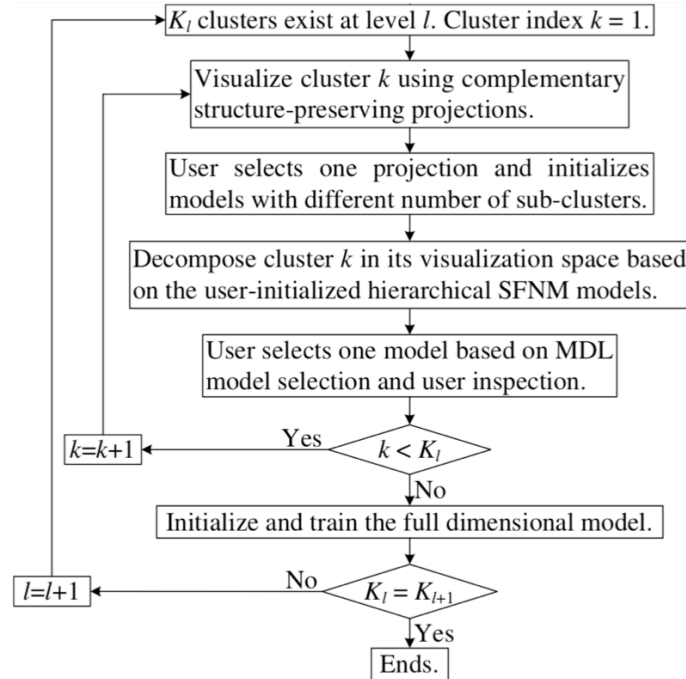 K_l clusters exist at level l. Cluster index k = 1.
Visualize cluster k using complementary
structure-preserving projections.
User selects one projection and initializes
models with different number of sub-clusters.
Decompose cluster k in its visualization space based
on the user-initialized hierarchical SFNM models.
User selects one model based on MDL
model selection and user inspection.
k=k+1
Yes
k < K_l
No
Initialize and train the full dimensional model.
l=l+1
No
K_l = K_{l+1}
Yes
Ends.